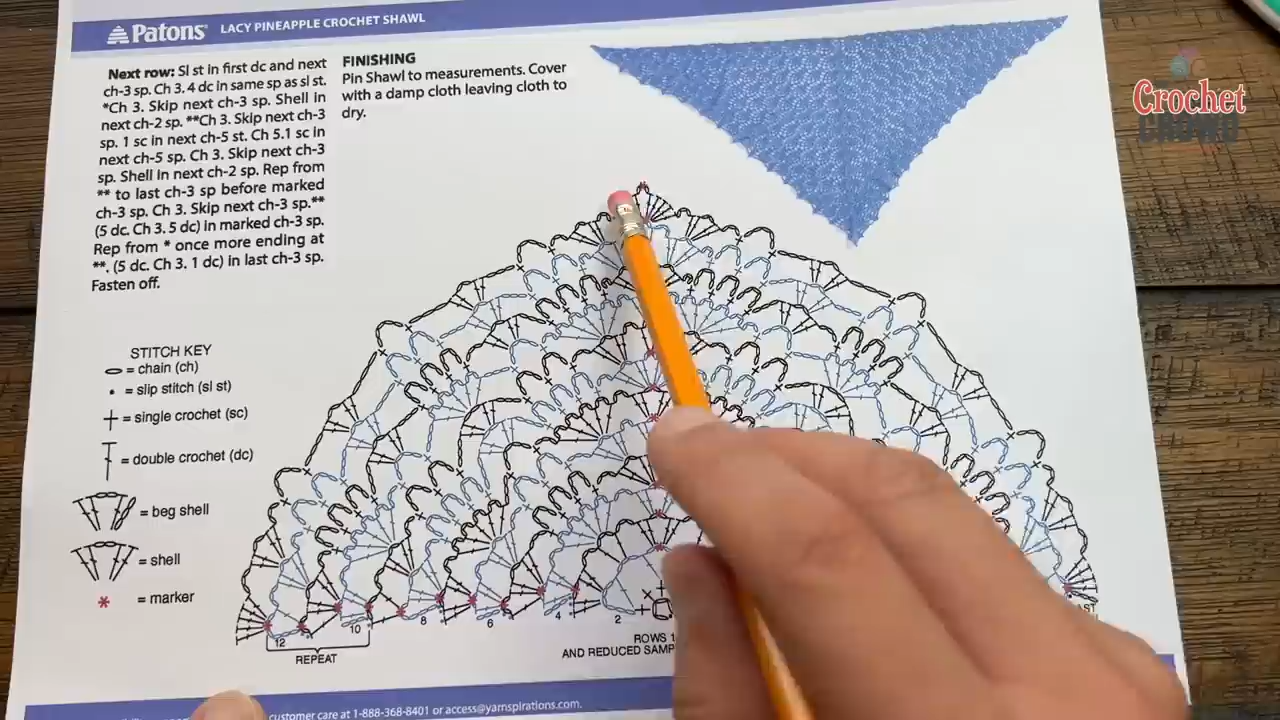 Patons LACY PINEAPPLE CROCHET SHAWL
Next row: Sl st in first dc and next
ch-3 sp. Ch 3. 4 dc in same sp as sl st.
*Ch 3. Skip next ch-3 sp. Shell in
next ch-2 sp. **Ch 3. Skip next ch-3
sp. 1 sc in next ch-5 st. Ch 5.1 sc in
next ch-5 sp. Ch 3. Skip next ch-3
sp. Shell in next ch-2 sp. Rep from
** to last ch-3 sp before marked
ch-3 sp. Ch 3. Skip next ch-3 sp.**
(5 dc. Ch 3. 5 dc) in marked ch-3 sp.
Rep from * once more ending at
**. (5 dc. Ch 3. 1 dc) in last ch-3 sp.
Fasten off.
FINISHING
Pin Shawl to measurements. Cover
with a damp cloth leaving cloth to
dry.
Crochet
CROWD
STITCH KEY
= chain (ch)
= slip stitch (sl st)
= single crochet (sc)
= double crochet (dc)
= beg shell
= shell
= marker
12
10
8
6
4
2
REPEAT
ROWS 1
AND REDUCED
customer care at 1-888-368-8401 or access@yarnspirations.com.